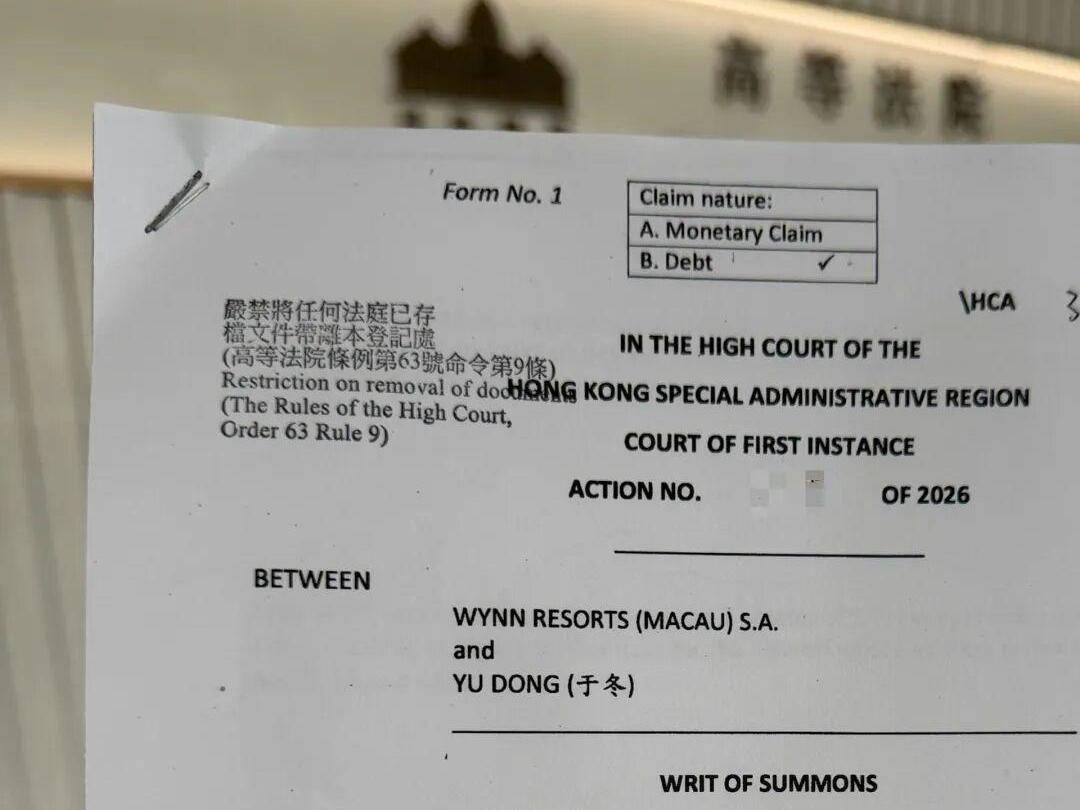 高等法院
Form No. 1
Claim nature:
A. Monetary Claim
B. Debt ✓
\HCA 3
嚴禁將任何法庭已存
檔文件帶離本登記處
(高等法院條例第63號命令第9條)
Restriction on removal of documents
(The Rules of the High Court,
Order 63 Rule 9)
IN THE HIGH COURT OF THE
HONG KONG SPECIAL ADMINISTRATIVE REGION
COURT OF FIRST INSTANCE
ACTION NO. OF 2026
BETWEEN
WYNN RESORTS (MACAU) S.A.
and
YU DONG (于冬)
WRIT OF SUMMONS